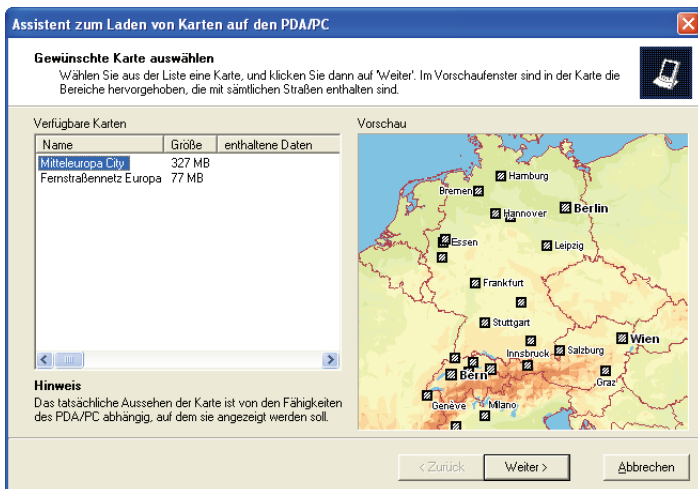 Assistent zum Laden von Karten auf den PDA/PC
Gewünschte Karte auswählen
Wählen Sie aus der Liste eine Karte, und klicken Sie dann auf 'Weiter'. Im Vorschaufenster sind in der Karte die
Bereiche hervorgehoben, die mit sämtlichen Straßen enthalten sind.
Verfügbare Karten
Name Größe enthaltene Daten
Mitteleuropa City 327 MB
Fernstraßennetz Europa 77 MB
Hinweis
Das tatsächliche Aussehen der Karte ist von den Fähigkeiten
des PDA/PC abhängig, auf dem sie angezeigt werden soll.
Vorschau
Hamburg
Bremen
Hannover
Berlin
Essen
Leipzig
Frankfurt
Stuttgart
Wien
Innsbruck
Salzburg
Bern
Graz
Genève
Milano
< Zurück
Weiter >
Abbrechen